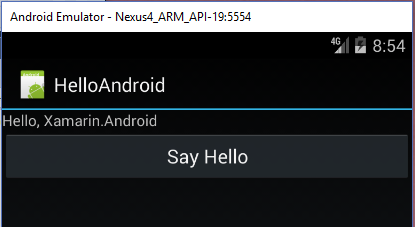 Android Emulator - Nexus4_ARM_API-19:5554
4G 8:54
HelloAndroid
Hello, Xamarin.Android
Say Hello